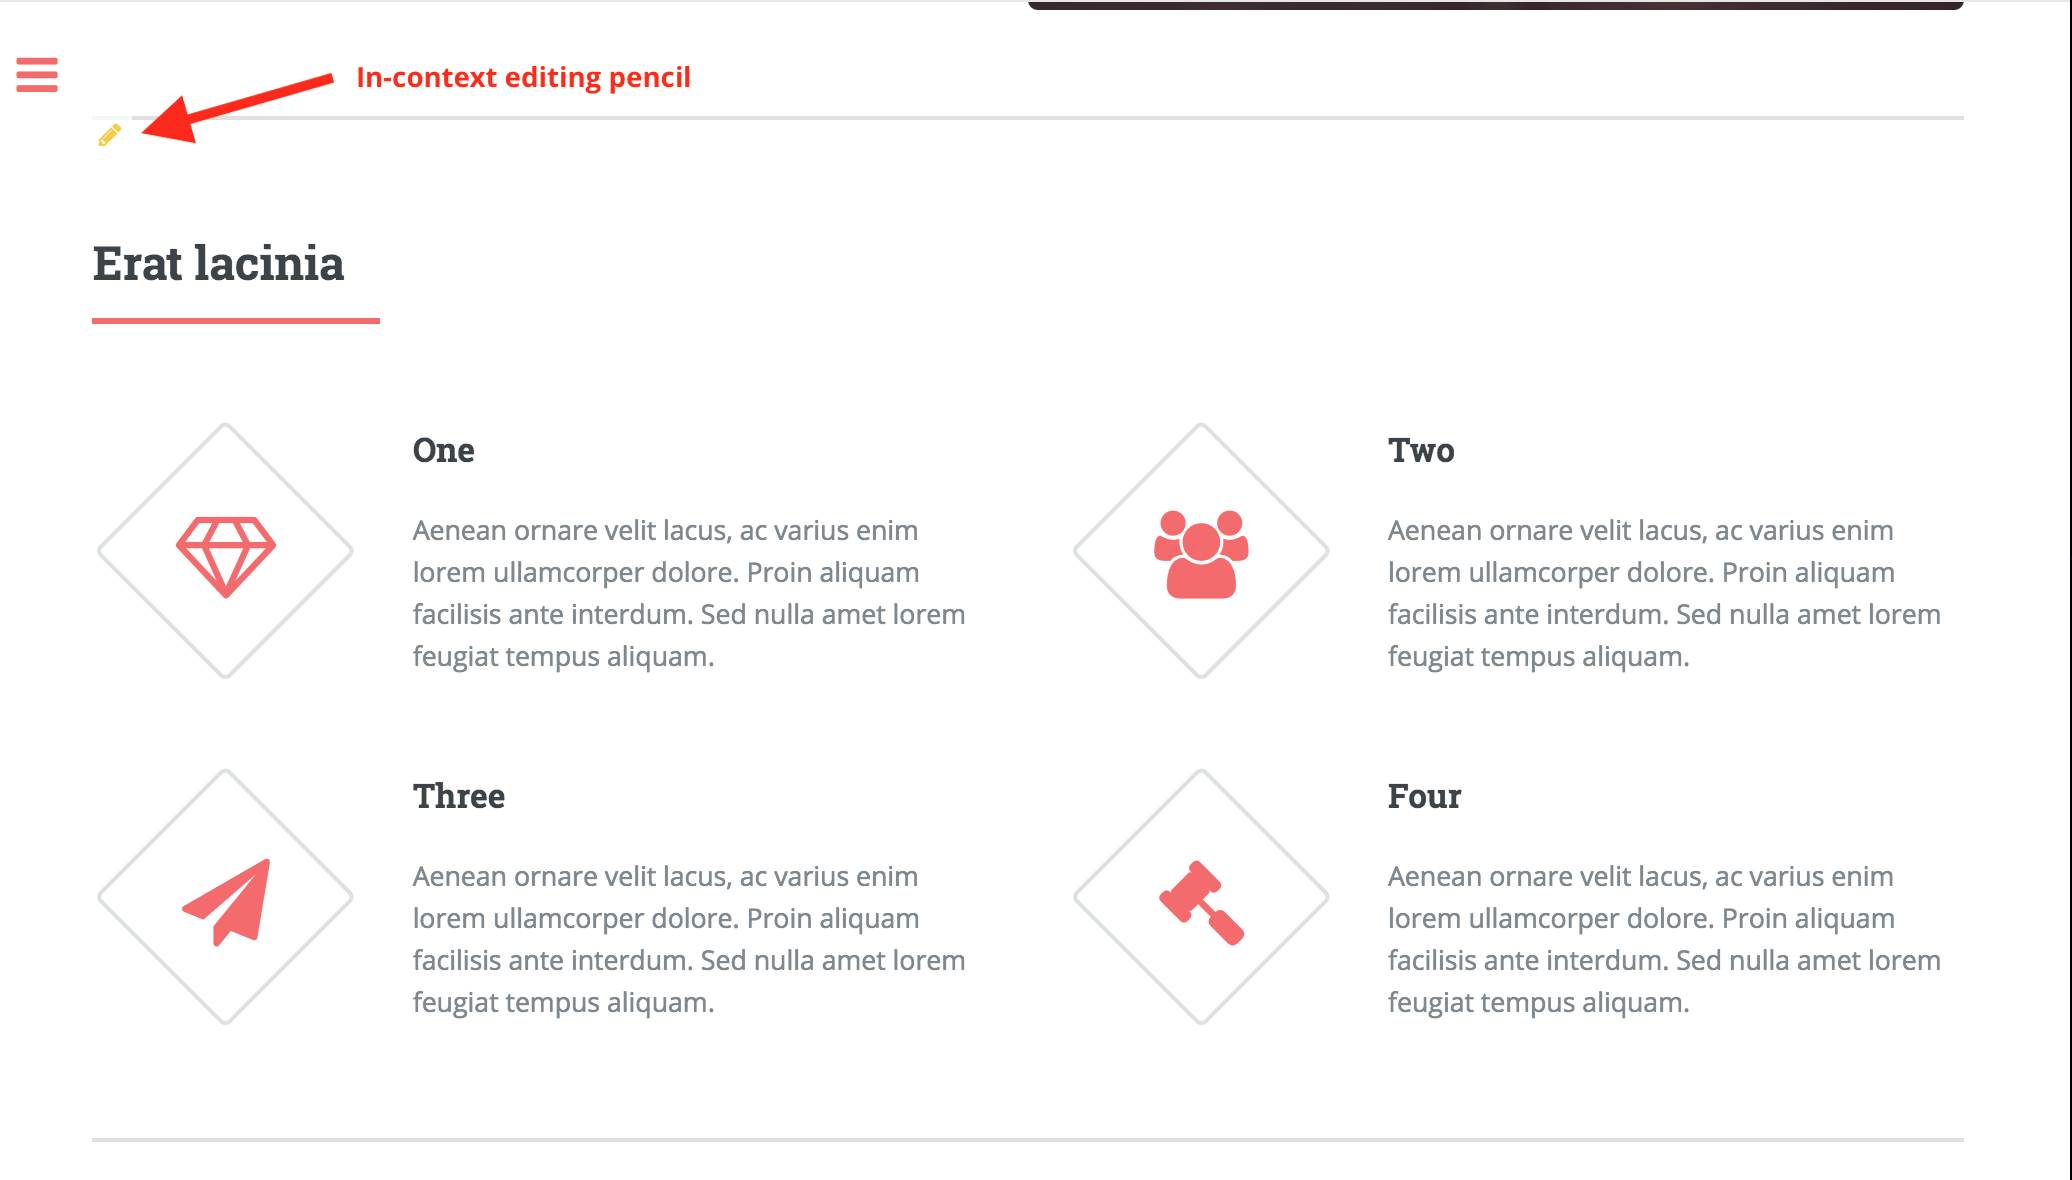 In-context editing pencil
Erat lacinia
One
Aenean ornare velit lacus, ac varius enim
lorem ullamcorper dolore. Proin aliquam
facilisis ante interdum. Sed nulla amet lorem
feugiat tempus aliquam.
Two
Aenean ornare velit lacus, ac varius enim
lorem ullamcorper dolore. Proin aliquam
facilisis ante interdum. Sed nulla amet lorem
feugiat tempus aliquam.
Three
Aenean ornare velit lacus, ac varius enim
lorem ullamcorper dolore. Proin aliquam
facilisis ante interdum. Sed nulla amet lorem
feugiat tempus aliquam.
Four
Aenean ornare velit lacus, ac varius enim
lorem ullamcorper dolore. Proin aliquam
facilisis ante interdum. Sed nulla amet lorem
feugiat tempus aliquam.